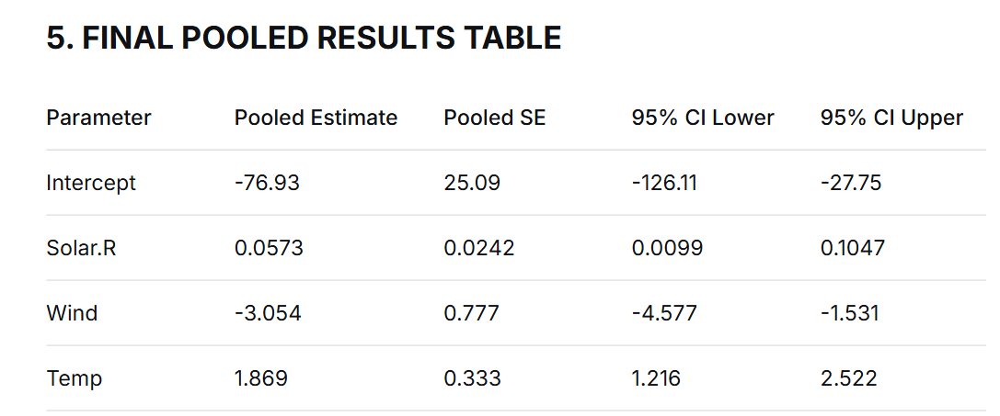 5. FINAL POOLED RESULTS TABLE
Parameter Pooled Estimate Pooled SE 95% CI Lower 95% CI Upper
Intercept -76.93 25.09 -126.11 -27.75
Solar.R 0.0573 0.0242 0.0099 0.1047
Wind -3.054 0.777 -4.577 -1.531
Temp 1.869 0.333 1.216 2.522